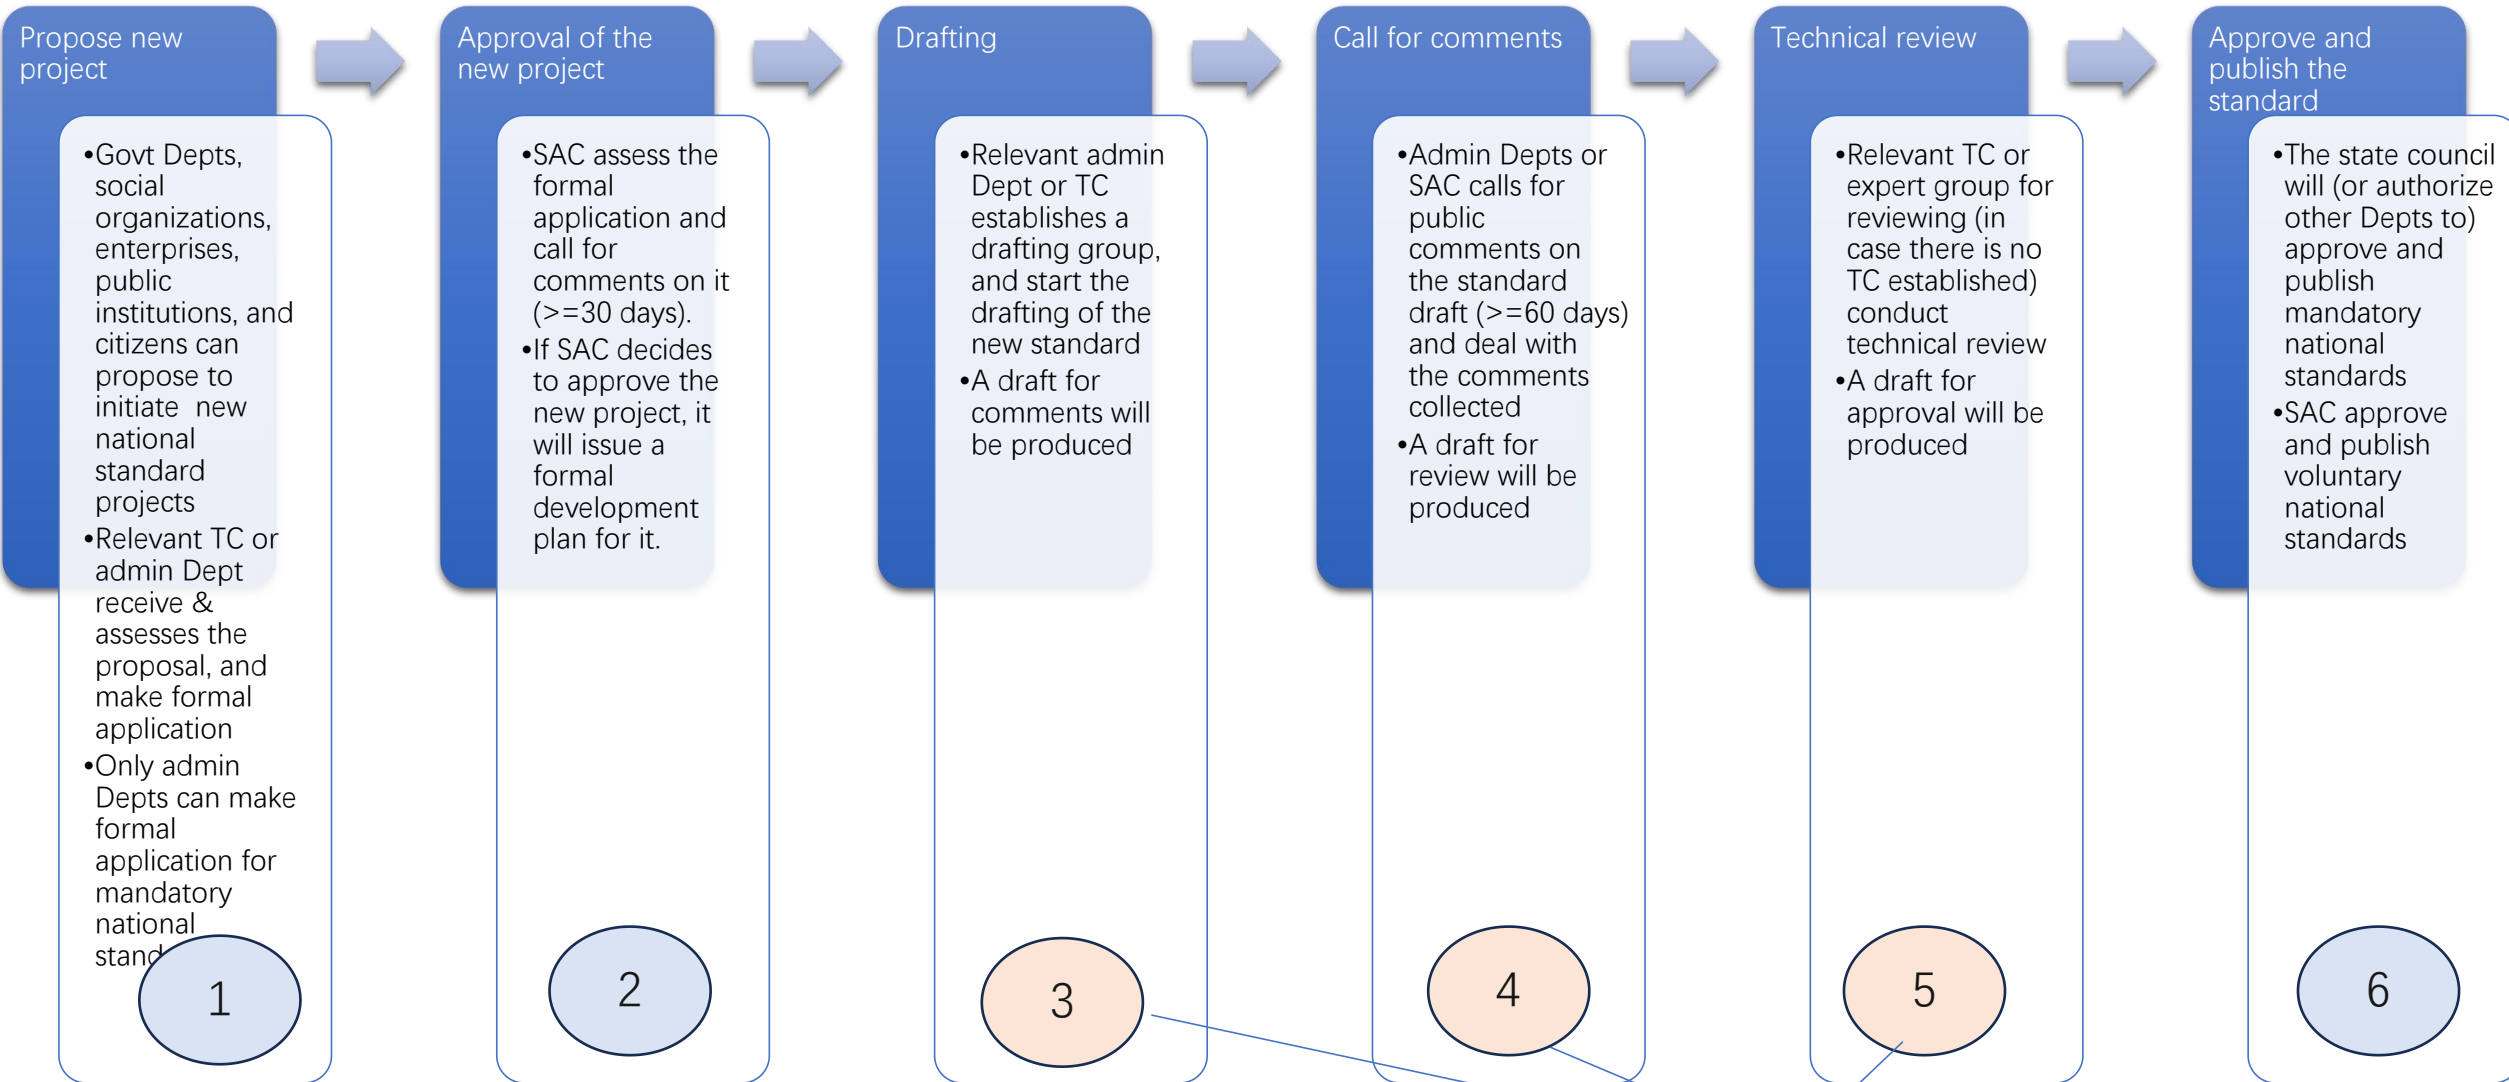 Propose new
project
•Govt Depts,
social
organizations,
enterprises,
public
institutions, and
citizens can
propose to
initiate new
national
standard
projects
•Relevant TC or
admin Dept
receive &
assesses the
proposal, and
make formal
application
•Only admin
Depts can make
formal
application for
mandatory
national
1
Approval of the
new project
•SAC assess the
formal
application and
call for
comments on it
(>=30 days).
•If SAC decides
to approve the
new project, it
will issue a
formal
development
plan for it.
2
Drafting
•Relevant admin
Dept or TC
establishes a
drafting group,
and start the
drafting of the
new standard
•A draft for
comments will
be produced
3
Call for comments
•Admin Depts or
SAC calls for
public
comments on
the standard
draft (>=60 days)
and deal with
the comments
collected
•A draft for
review will be
produced
4
Technical review
•Relevant TC or
expert group for
reviewing (in
case there is no
TC established)
conduct
technical review
•A draft for
approval will be
produced
5
Approve and
publish the
standard
•The state council
will (or authorize
other Depts to)
approve and
publish
mandatory
national
standards
•SAC approve
and publish
voluntary
national
standards
6